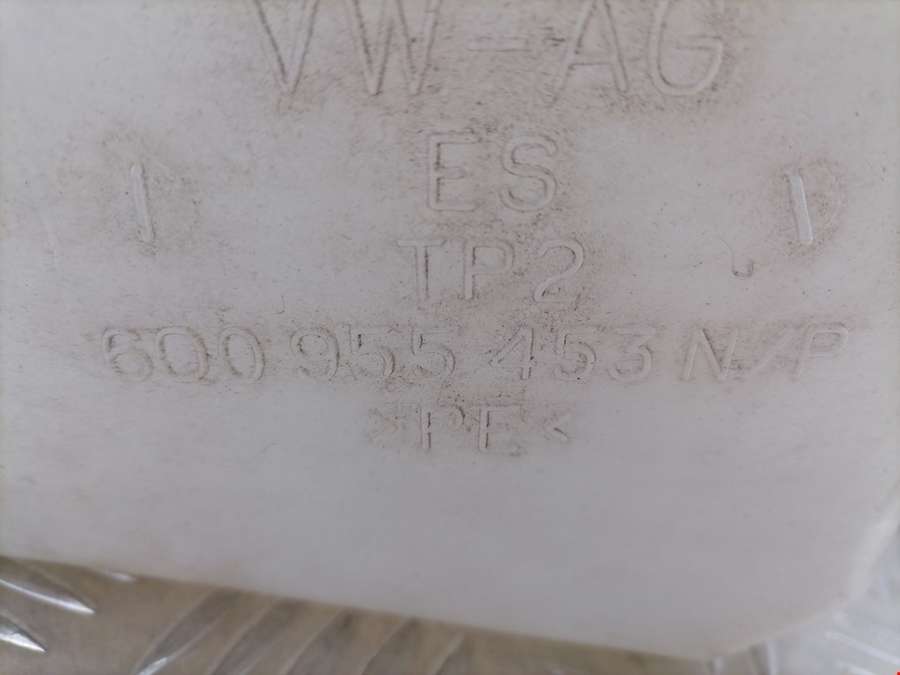 VW-AG
ES
TP2
6Q0 955 453 N/P
>PE<